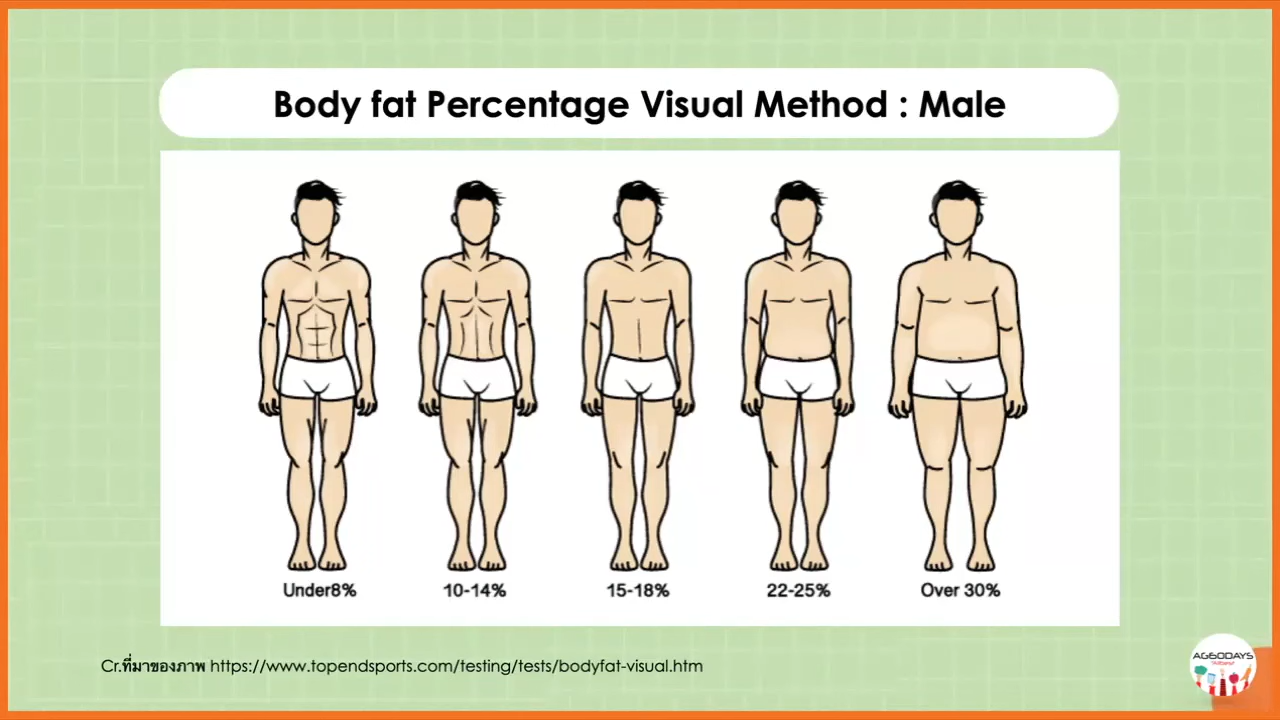 Body fat Percentage Visual Method : Male
Under8% 10-14% 15-18% 22-25% Over 30%
Cr.ที่มาของภาพ https://www.topendsports.com/testing/tests/bodyfat-visual.htm
AG60DAYS